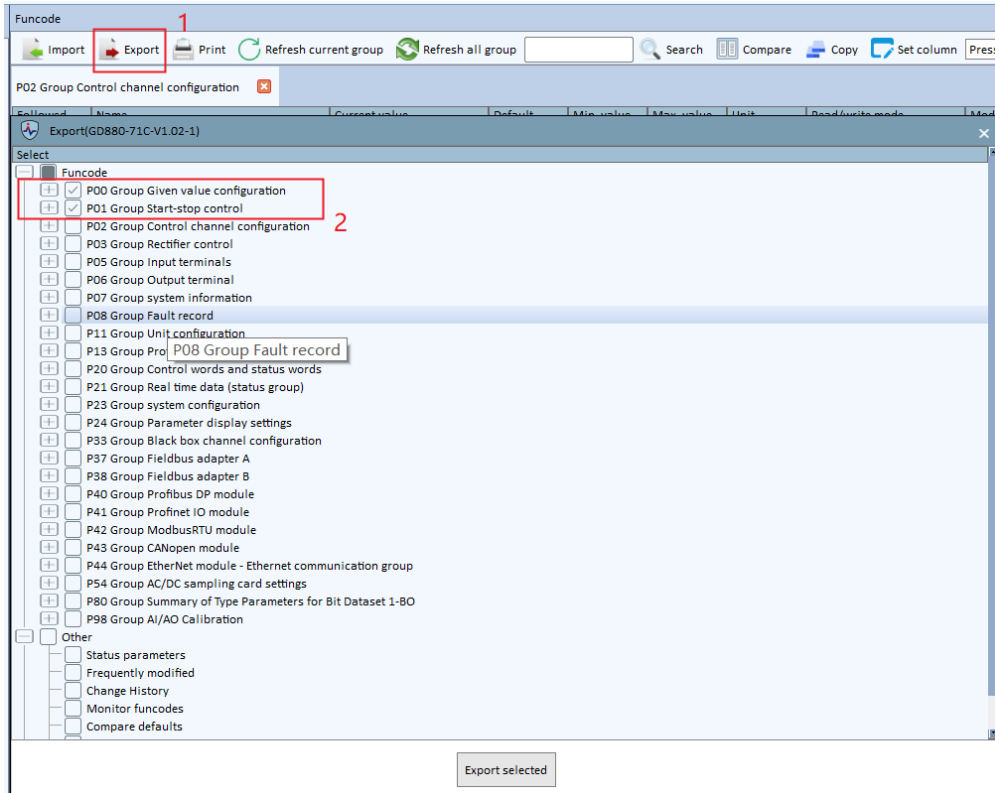 Funcode
1
Import Export Print Refresh current group Refresh all group Search Compare Copy Set column Pres
P02 Group Control channel configuration
Followed Name Current value Default Min value Max value Unit Read/write mode Mod
Export(GD880-71C-V1.02-1)
Select
Funcode
P00 Group Given value configuration
P01 Group Start-stop control
2
P02 Group Control channel configuration
P03 Group Rectifier control
P05 Group Input terminals
P06 Group Output terminal
P07 Group system information
P08 Group Fault record
P11 Group Unit configuration
P13 Group Pro
P08 Group Fault record
P20 Group Control words and status words
P21 Group Real time data (status group)
P23 Group system configuration
P24 Group Parameter display settings
P33 Group Black box channel configuration
P37 Group Fieldbus adapter A
P38 Group Fieldbus adapter B
P40 Group Profibus DP module
P41 Group Profinet IO module
P42 Group ModbusRTU module
P43 Group CANopen module
P44 Group EtherNet module - Ethernet communication group
P54 Group AC/DC sampling card settings
P80 Group Summary of Type Parameters for Bit Dataset 1-BO
P98 Group AI/AO Calibration
Other
Status parameters
Frequently modified
Change History
Monitor funcodes
Compare defaults
Export selected